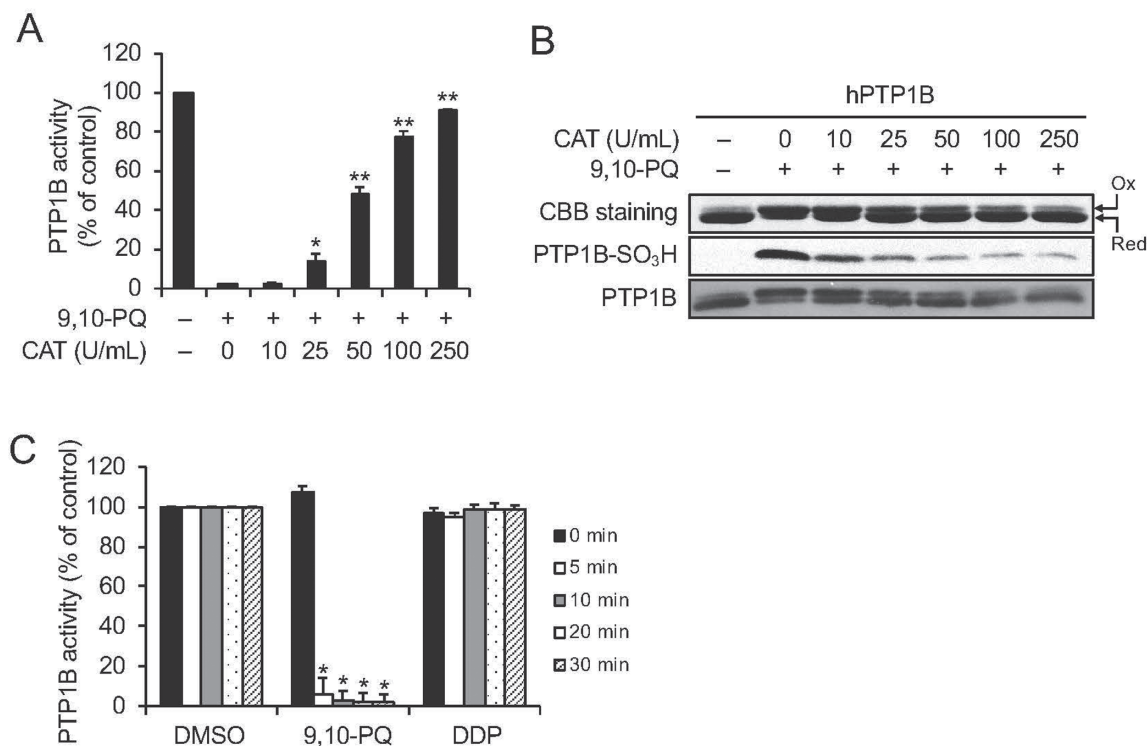 A
PTP1B activity
(% of control)
120
100
80
60
40
20
0
*
**
**
**
9,10-PQ – + + + + + +
CAT (U/mL) – 0 10 25 50 100 250
B
hPTP1B
CAT (U/mL) – 0 10 25 50 100 250
9,10-PQ – + + + + + +
CBB staining
Ox
Red
PTP1B-SO₃H
PTP1B
C
PTP1B activity (% of control)
120
100
80
60
40
20
0
* * * *
DMSO 9,10-PQ DDP
0 min
5 min
10 min
20 min
30 min